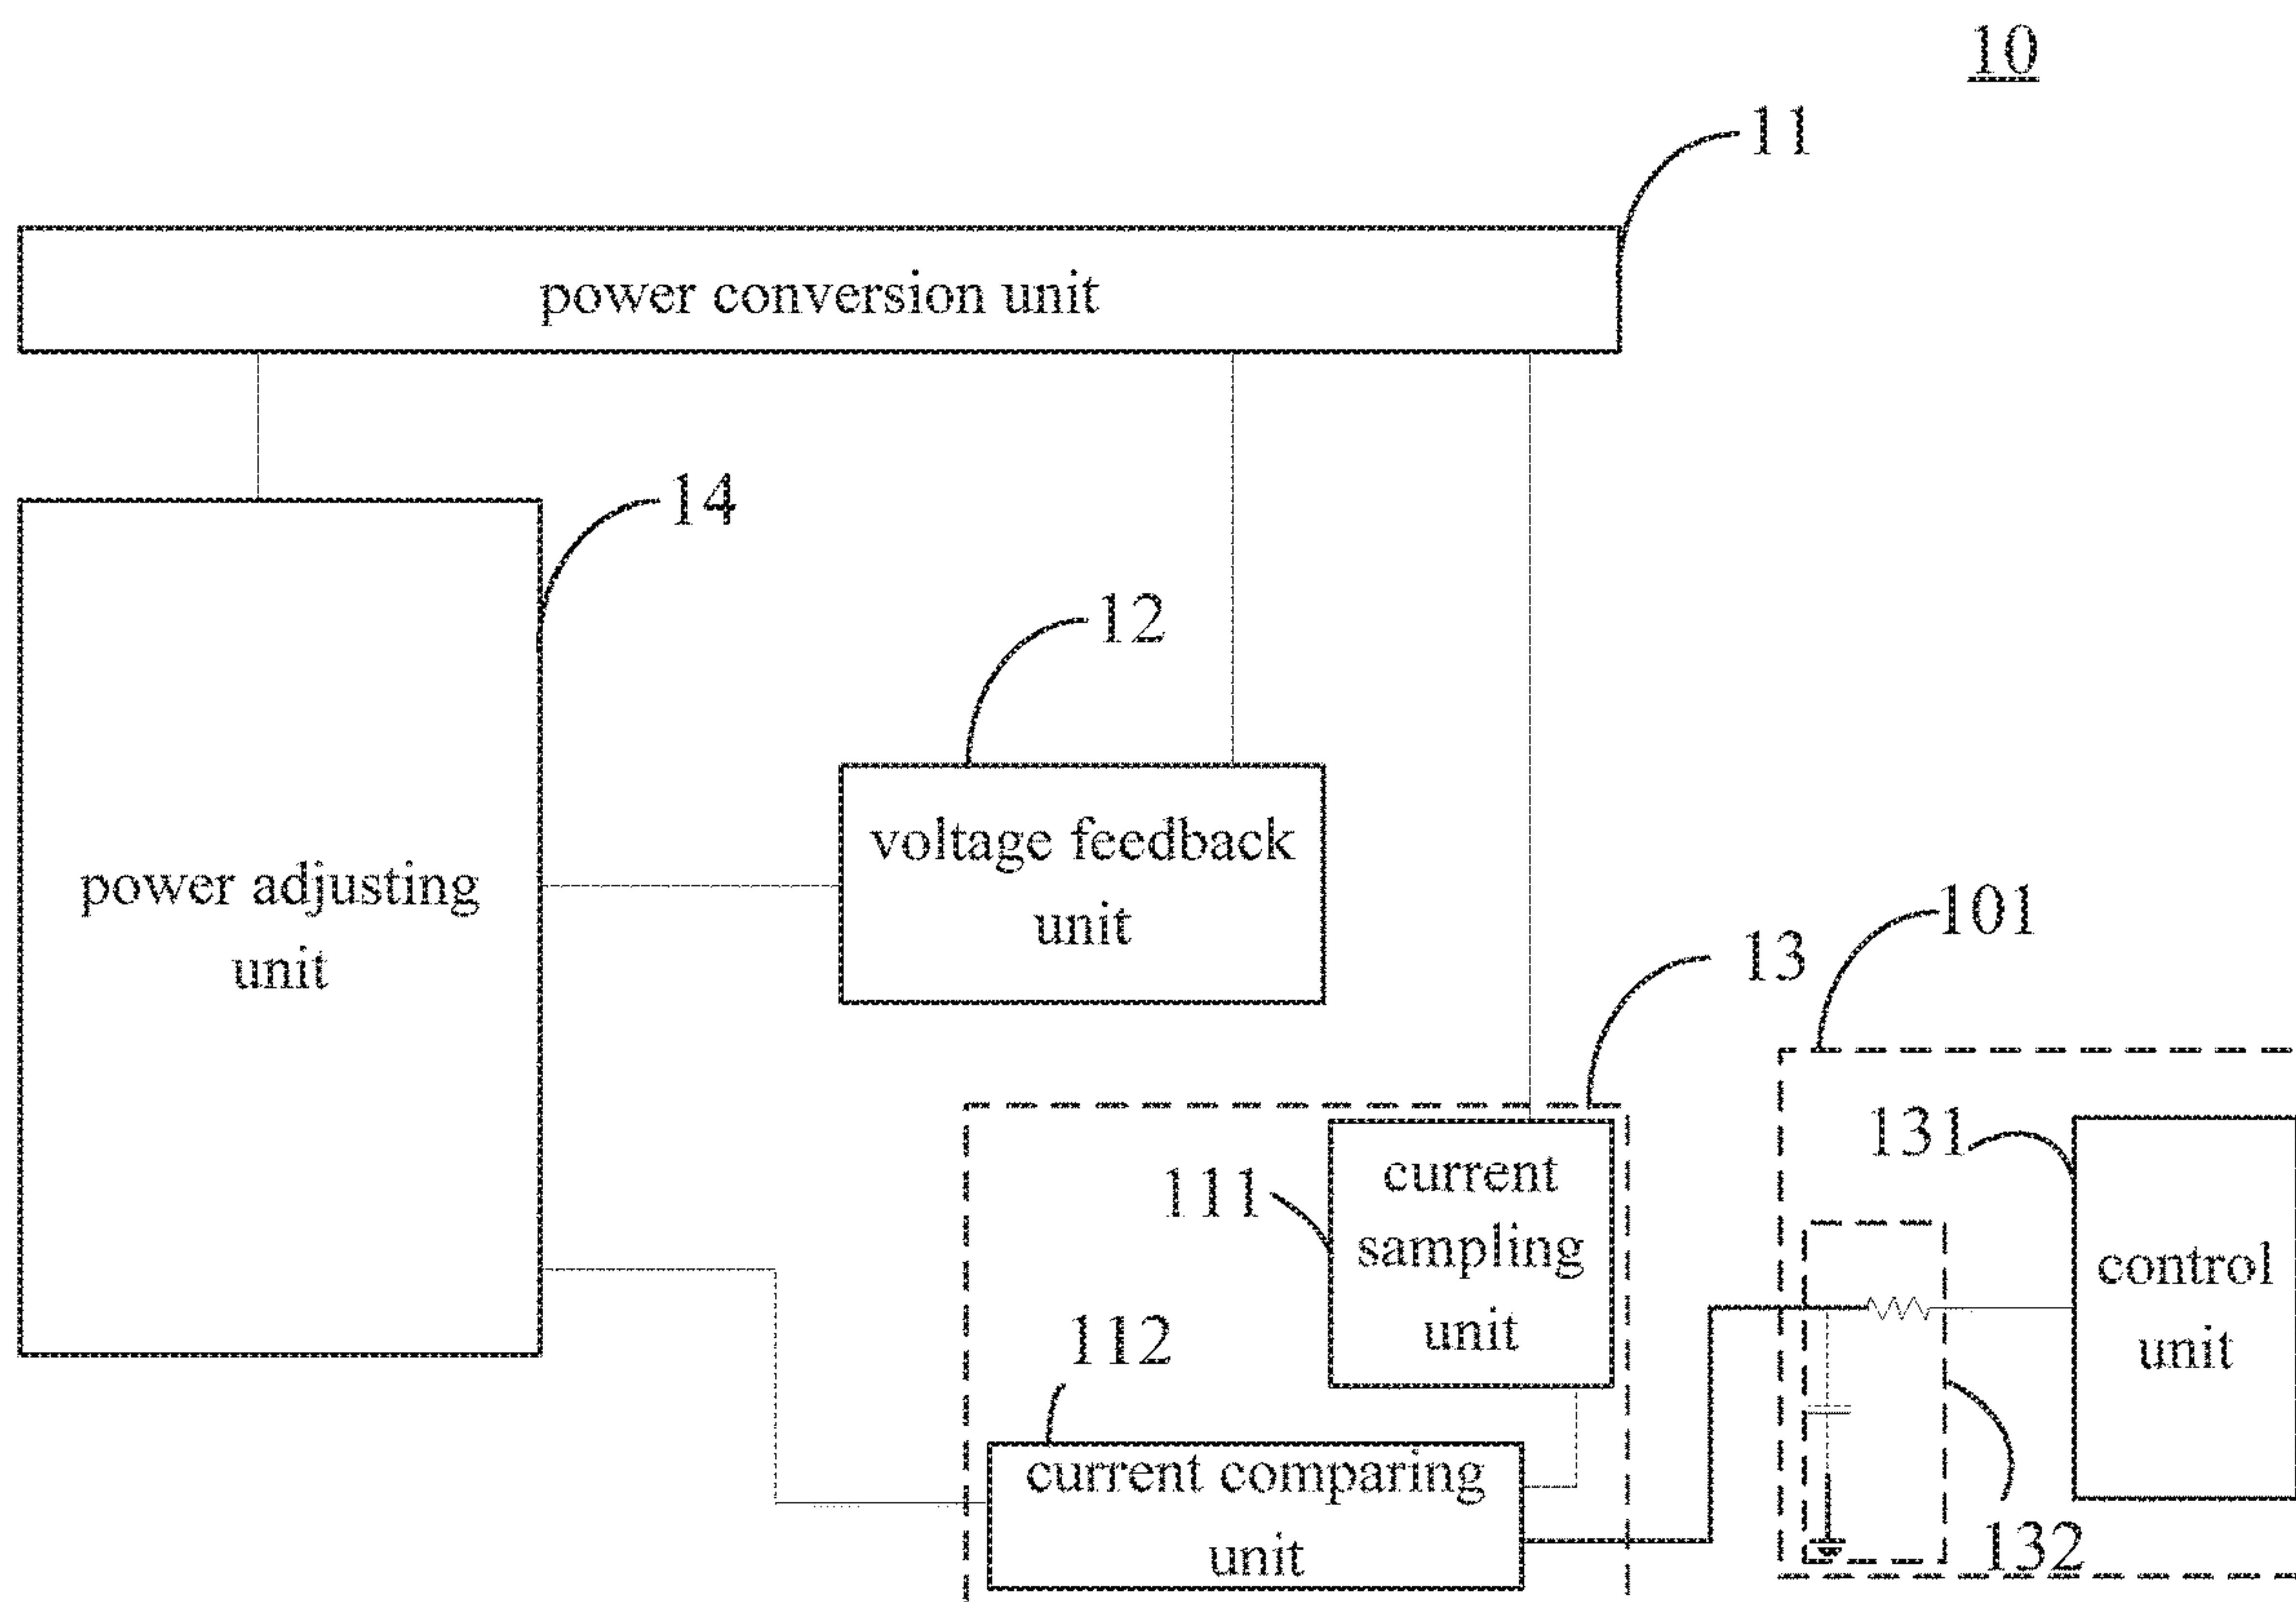 10
11
power conversion unit
14
12
voltage feedback
unit
power adjusting
unit
101
13
131
111
current
sampling
unit
control
unit
112
current comparing
unit
132